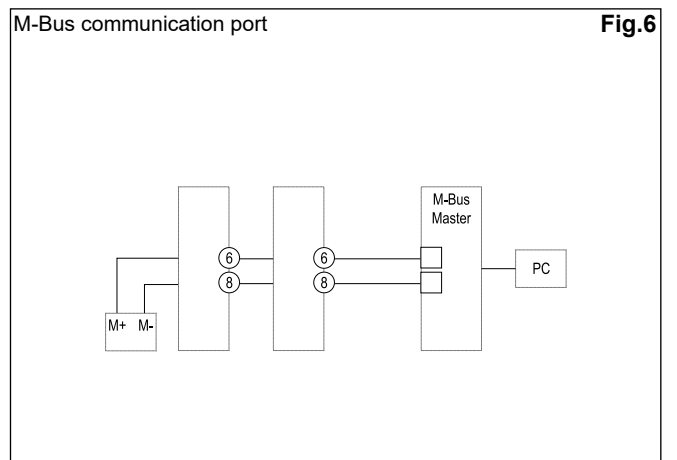 M-Bus communication port
Fig.6
M-Bus
Master
6
6
8
8
PC
M+ M-